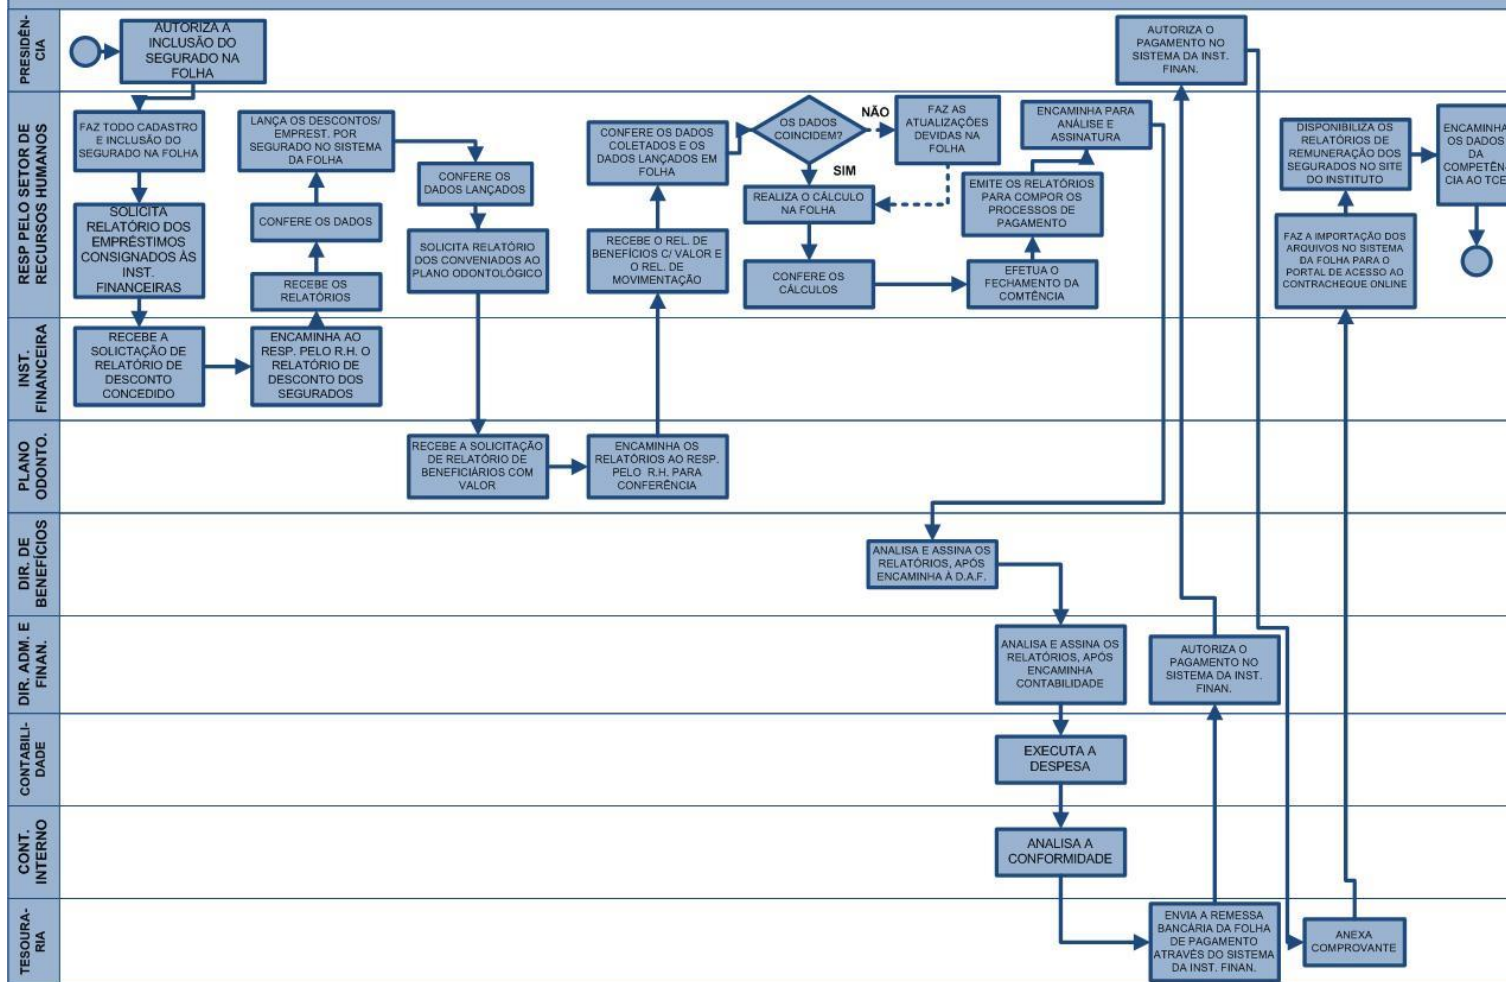 PRESIDÊN-
CIA
AUTORIZA A
INCLUSÃO DO
SEGURADO NA
FOLHA
AUTORIZA O
PAGAMENTO NO
SISTEMA DA INST.
FINAN.
RESP PELO SETOR DE
RECURSOS HUMANOS
FAZ TODO CADASTRO
E INCLUSÃO DO
SEGURADO NA FOLHA
SOLICITA
RELATÓRIO DOS
EMPRÉSTIMOS
CONSIGNADOS ÀS
INST.
FINANCEIRAS
LANÇA OS DESCONTOS/
EMPREST. POR
SEGURADO NO SISTEMA
DA FOLHA
CONFERE OS DADOS
RECEBE OS
RELATÓRIOS
CONFERE OS
DADOS LANÇADOS
SOLICITA RELATÓRIO
DOS CONVENIADOS AO
PLANO ODONTOLÓGICO
CONFERE OS DADOS
COLETADOS E OS
DADOS LANÇADOS EM
FOLHA
RECEBE O REL. DE
BENEFÍCIOS C/ VALOR E
O REL. DE
MOVIMENTAÇÃO
OS DADOS
COINCIDEM?
NÃO
SIM
FAZ AS
ATUALIZAÇÕES
DEVIDAS NA
FOLHA
REALIZA O CÁLCULO
NA FOLHA
CONFERE OS
CÁLCULOS
ENCAMINHA PARA
ANÁLISE E
ASSINATURA
EMITE OS RELATÓRIOS
PARA COMPOR OS
PROCESSOS DE
PAGAMENTO
EFETUA O
FECHAMENTO DA
COMTÊNCIA
DISPONIBILIZA OS
RELATÓRIOS DE
REMUNERAÇÃO DOS
SEGURADOS NO SITE
DO INSTITUTO
FAZ A IMPORTAÇÃO DOS
ARQUIVOS NO SISTEMA
DA FOLHA PARA O
PORTAL DE ACESSO AO
CONTRACHEQUE ONLINE
ENCAMINHA
OS DADOS
DA
COMPETÊN-
CIA AO TCE
INST.
FINANCEIRA
RECEBE A
SOLICTAÇÃO DE
RELATÓRIO DE
DESCONTO
CONCEDIDO
ENCAMINHA AO
RESP. PELO R.H. O
RELATÓRIO DE
DESCONTO DOS
SEGURADOS
PLANO
ODONTO.
RECEBE A SOLICITAÇÃO
DE RELATÓRIO DE
BENEFICIÁRIOS COM
VALOR
ENCAMINHA OS
RELATÓRIOS AO RESP.
PELO R.H. PARA
CONFERÊNCIA
DIR. DE
BENEFÍCIOS
ANALISA E ASSINA OS
RELATÓRIOS, APÓS
ENCAMINHA À D.A.F.
DIR. ADM. E
FINAN.
ANALISA E ASSINA OS
RELATÓRIOS, APÓS
ENCAMINHA
CONTABILIDADE
AUTORIZA O
PAGAMENTO NO
SISTEMA DA INST.
FINAN.
CONTABILI-
DADE
EXECUTA A
DESPESA
CONT.
INTERNO
ANALISA A
CONFORMIDADE
TESOURA-
RIA
ENVIA A REMESSA
BANCÁRIA DA FOLHA
DE PAGAMENTO
ATRAVÉS DO SISTEMA
DA INST. FINAN.
ANEXA
COMPROVANTE